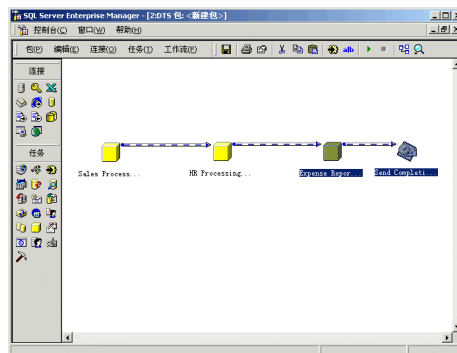 SQL Server Enterprise Manager - [2:DTS 包: <新建包>]
控制台(C) 窗口(W) 帮助(H)
包(P) 编辑(E) 连接(O) 任务(T) 工作流(F)
连接
任务
Sales Process... HR Processing... Expense Repor... Send Completi...